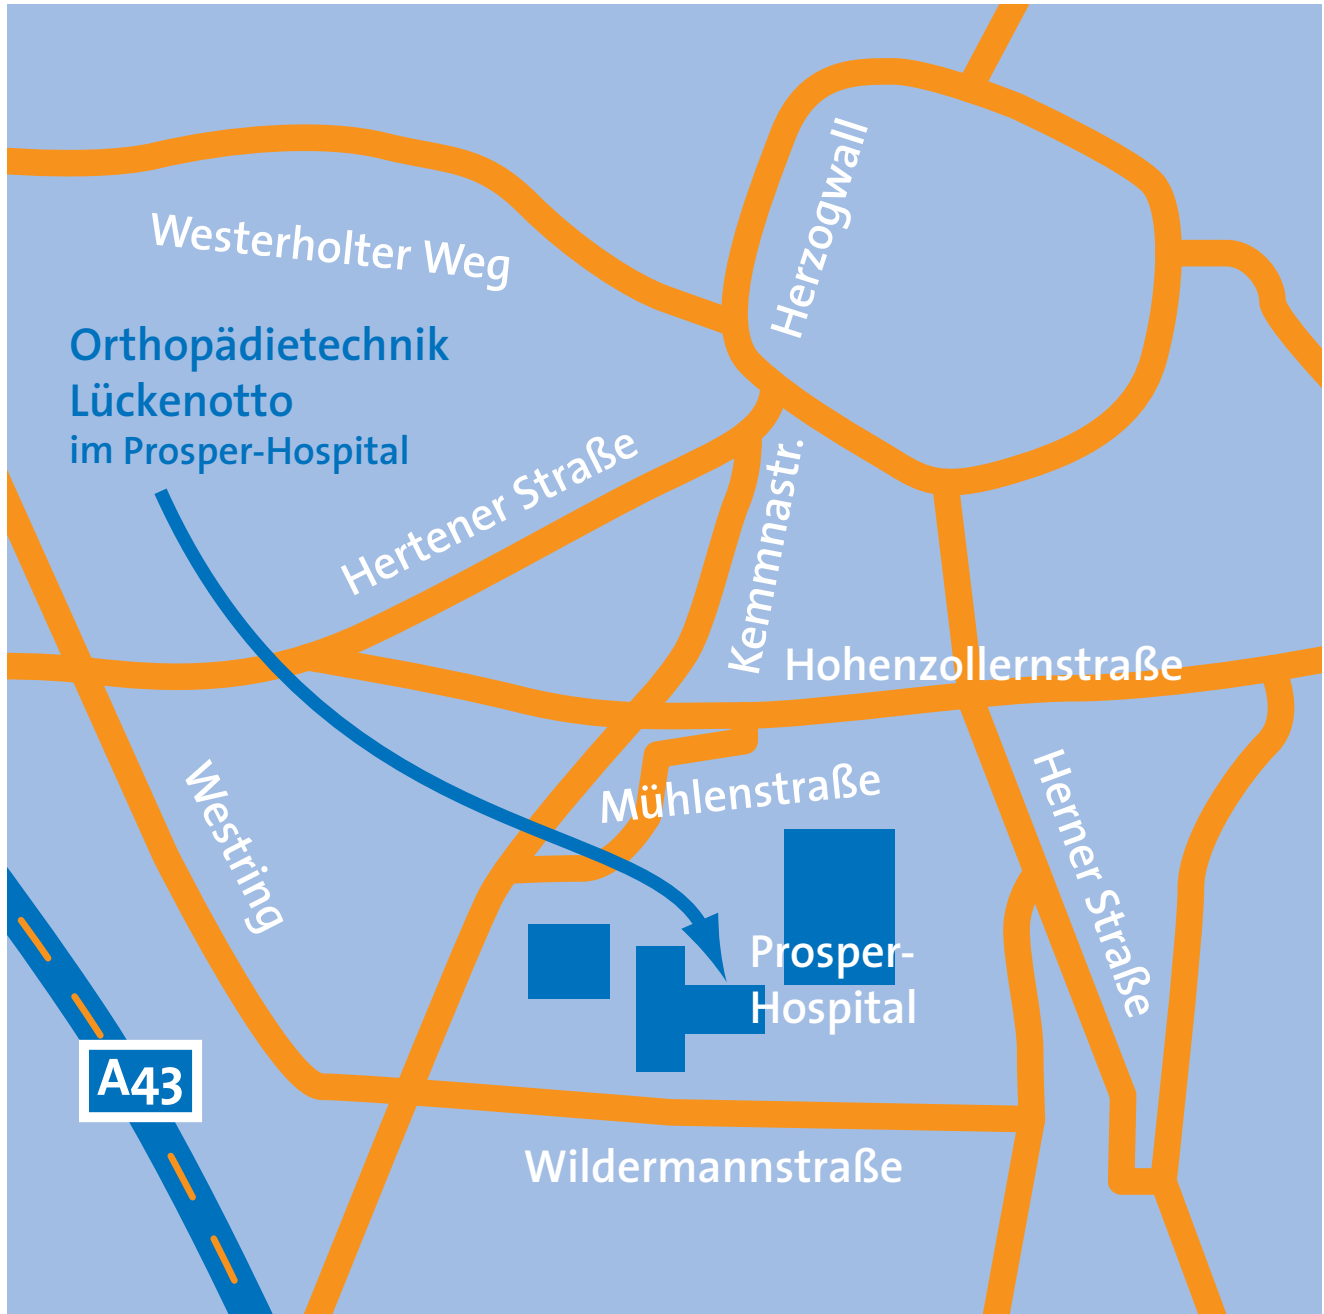 Herzogwall
Westerholter Weg
Orthopädietechnik
Lückenotto
im Prosper-Hospital
Hertener Straße
Kemmnastr.
Hohenzollernstraße
Westring
Mühlenstraße
Herner Straße
Prosper-
Hospital
A43
Wildermannstraße